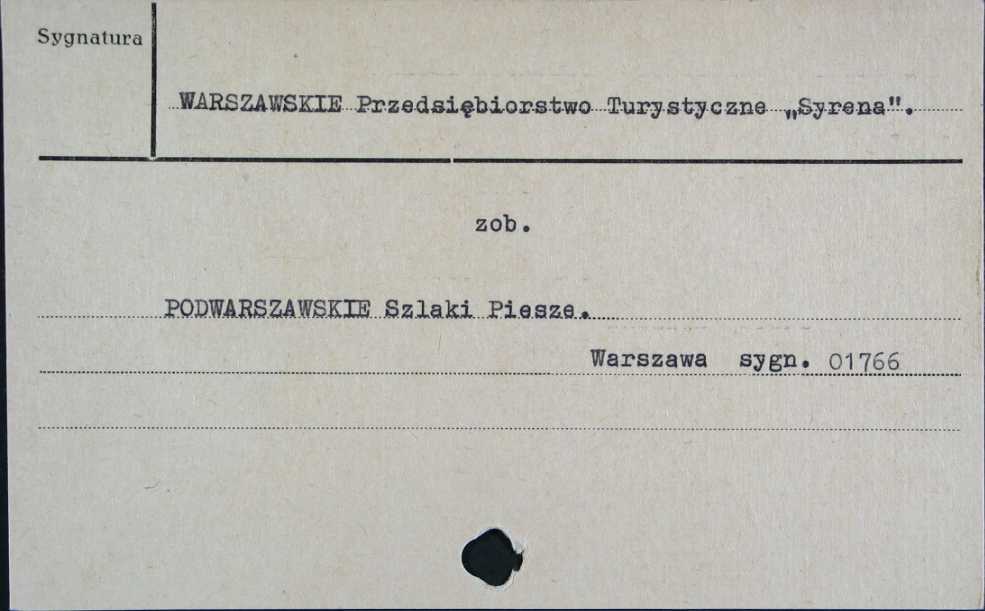 Sygnatura
WARSZAWSKIE Przedsiębiorstwo Turystyczne „Syrena".
zob.
PODWARSZAWSKIE Szlaki Piesze.
Warszawa sygn. 01766